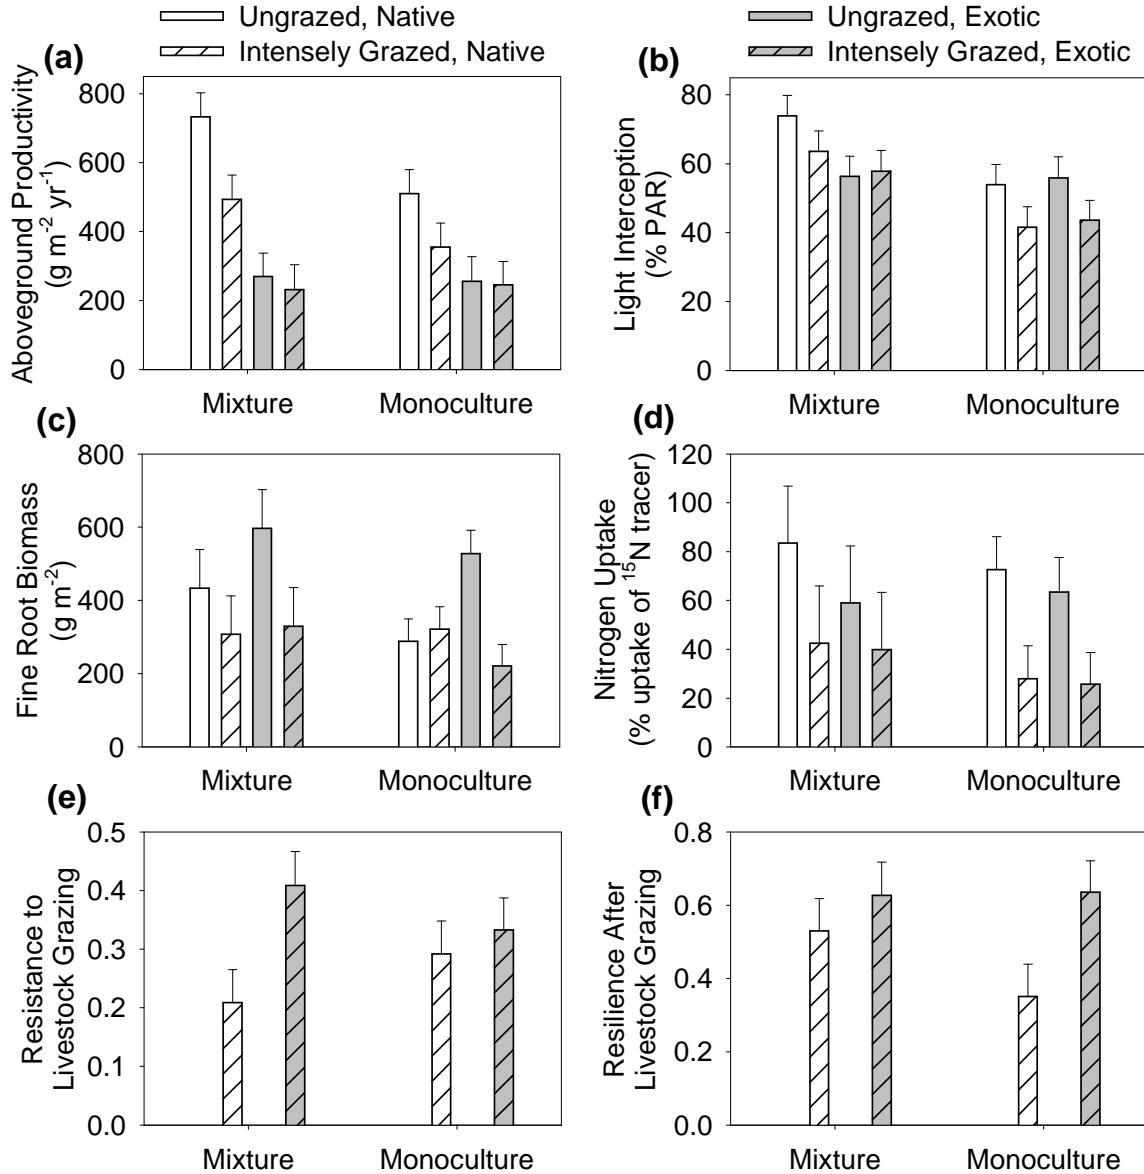 Ungrazed, Native
Intensely Grazed, Native
Ungrazed, Exotic
Intensely Grazed, Exotic
(a)
Aboveground Productivity
(g m⁻² yr⁻¹)
800
600
400
200
0
Mixture
Monoculture
(b)
Light Interception
(% PAR)
80
60
40
20
0
Mixture
Monoculture
(c)
Fine Root Biomass
(g m⁻²)
800
600
400
200
0
Mixture
Monoculture
(d)
Nitrogen Uptake
(% uptake of ¹⁵N tracer)
120
100
80
60
40
20
0
Mixture
Monoculture
(e)
Resistance to
Livestock Grazing
0.5
0.4
0.3
0.2
0.1
0.0
Mixture
Monoculture
(f)
Resilience After
Livestock Grazing
0.8
0.6
0.4
0.2
0.0
Mixture
Monoculture